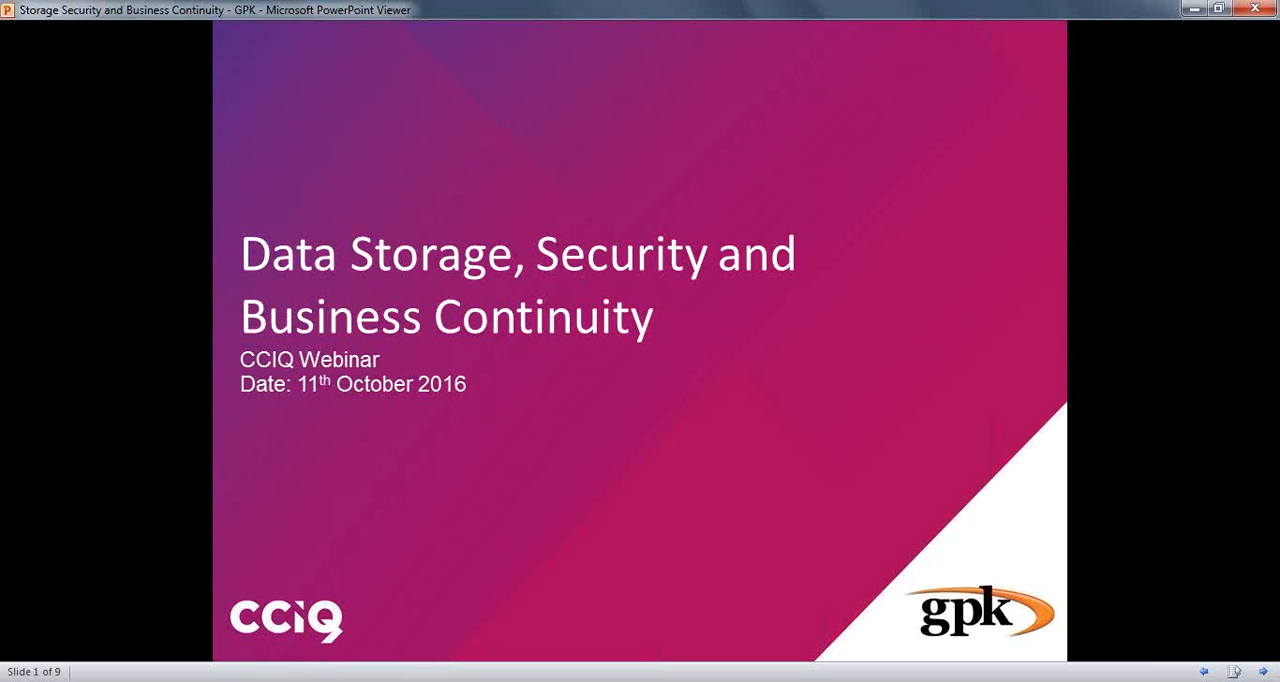 Storage Security and Business Continuity - GPK - Microsoft PowerPoint Viewer
Data Storage, Security and
Business Continuity
CCIQ Webinar
Date: 11th October 2016
CCIQ
gpk
Slide 1 of 9